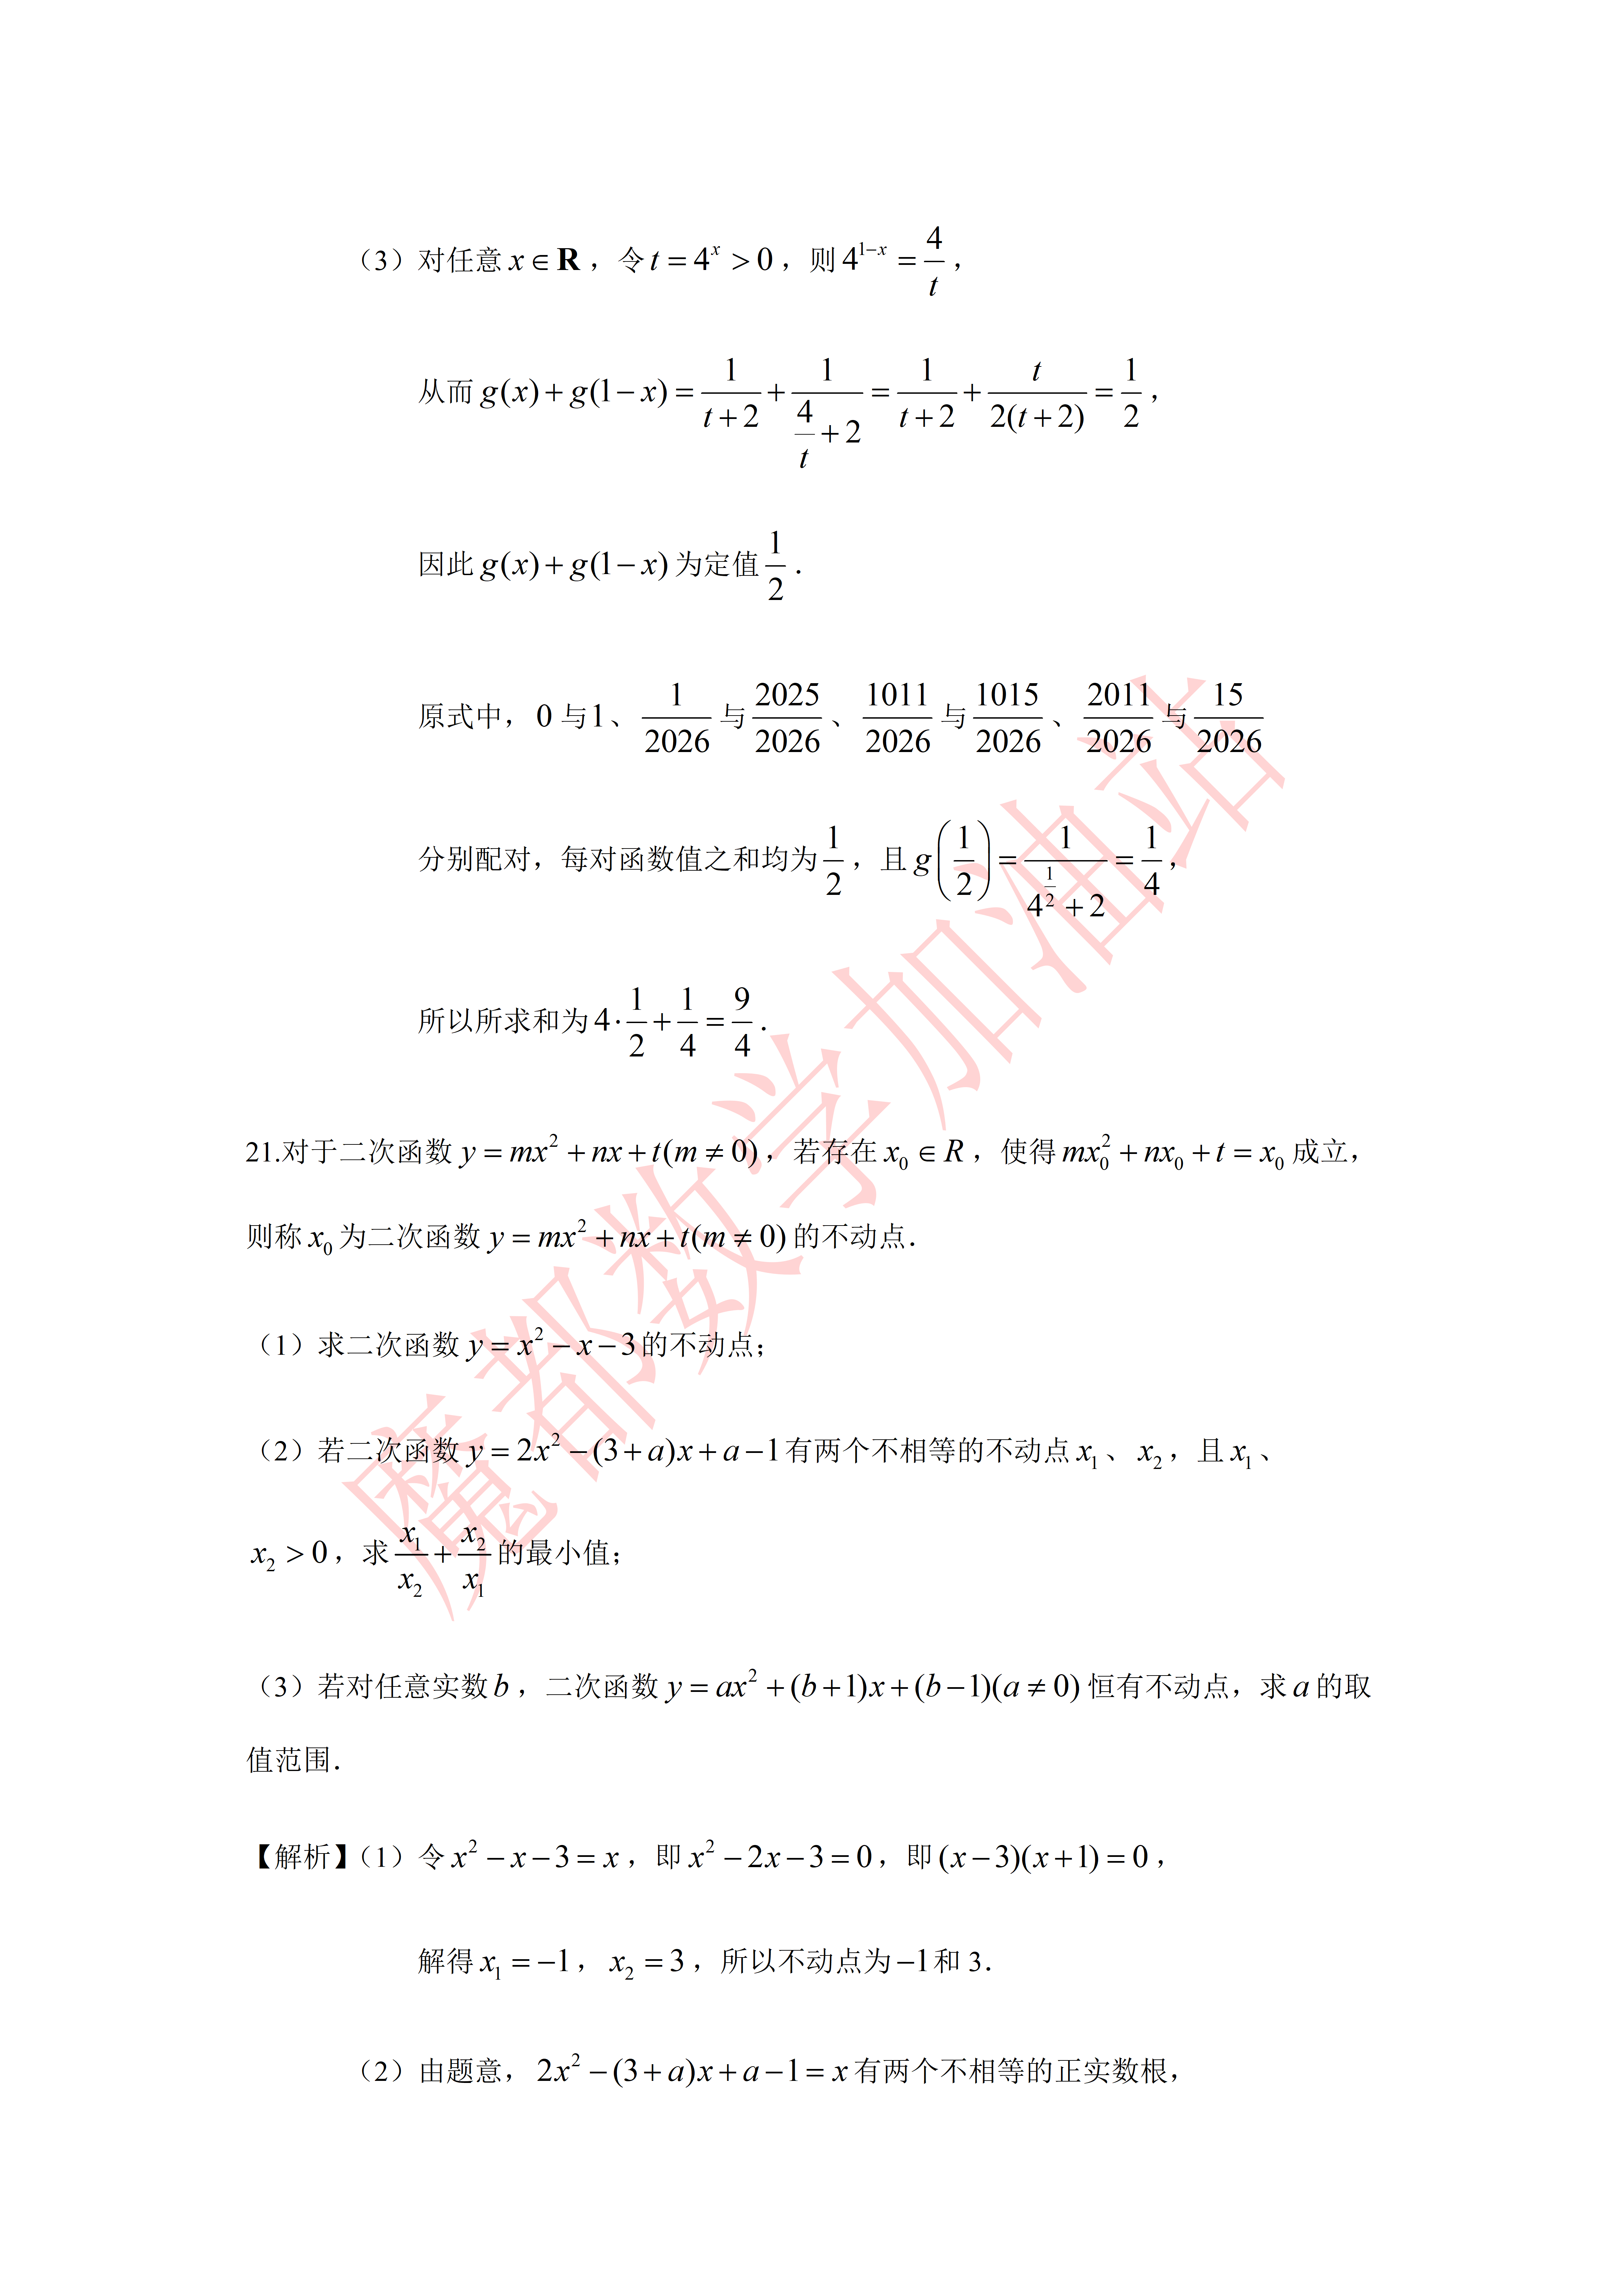 （3）对任意 x∈R，令 t=4^x>0，则 4^{1−x}=4/t，
从而 g(x)+g(1−x)=1/(t+2)+1/(4/t+2)=1/(t+2)+t/(2(t+2))=1/2，
因此 g(x)+g(1−x) 为定值 1/2．
原式中，0 与 1、1/2026 与 2025/2026、1011/2026 与 1015/2026、2011/2026 与 15/2026
分别配对，每对函数值之和均为 1/2，且 g(1/2)=1/(4^{1/2}+2)=1/4，
所以所求和为 4·1/2+1/4=9/4．
21.对于二次函数 y=mx²+nx+t(m≠0)，若存在 x₀∈R，使得 mx₀²+nx₀+t=x₀ 成立，
则称 x₀ 为二次函数 y=mx²+nx+t(m≠0) 的不动点．
（1）求二次函数 y=x²−x−3 的不动点；
（2）若二次函数 y=2x²−(3+a)x+a−1 有两个不相等的不动点 x₁、x₂，且 x₁、
x₂>0，求 x₁/x₂+x₂/x₁ 的最小值；
（3）若对任意实数 b，二次函数 y=ax²+(b+1)x+(b−1)(a≠0) 恒有不动点，求 a 的取
值范围．
【解析】（1）令 x²−x−3=x，即 x²−2x−3=0，即 (x−3)(x+1)=0，
解得 x₁=−1，x₂=3，所以不动点为 −1 和 3．
（2）由题意，2x²−(3+a)x+a−1=x 有两个不相等的正实数根，
魔都数学加油站